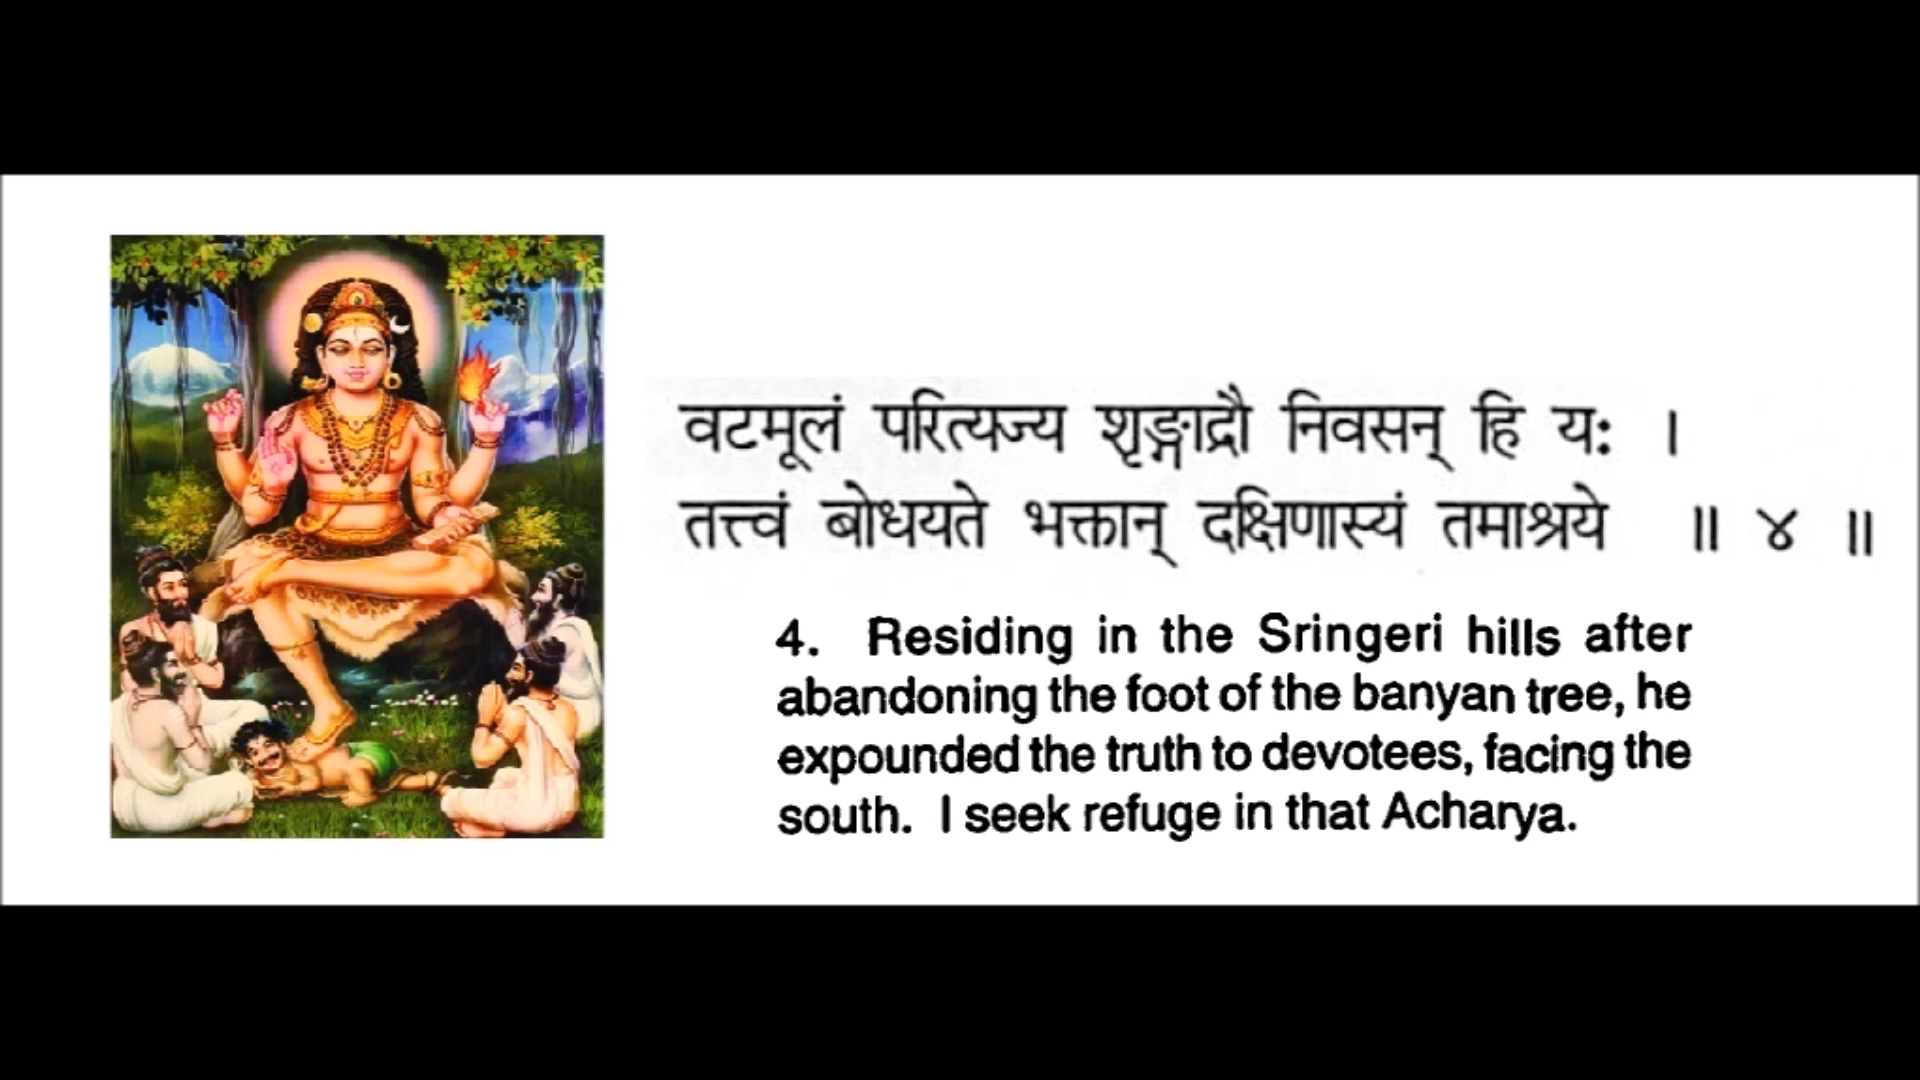 वटमूलं परित्यज्य शृङ्गाद्रौ निवसन् हि यः ।
तत्त्वं बोधयते भक्तान् दक्षिणास्यं तमाश्रये ॥ ४ ॥
4. Residing in the Sringeri hills after
abandoning the foot of the banyan tree, he
expounded the truth to devotees, facing the
south. I seek refuge in that Acharya.